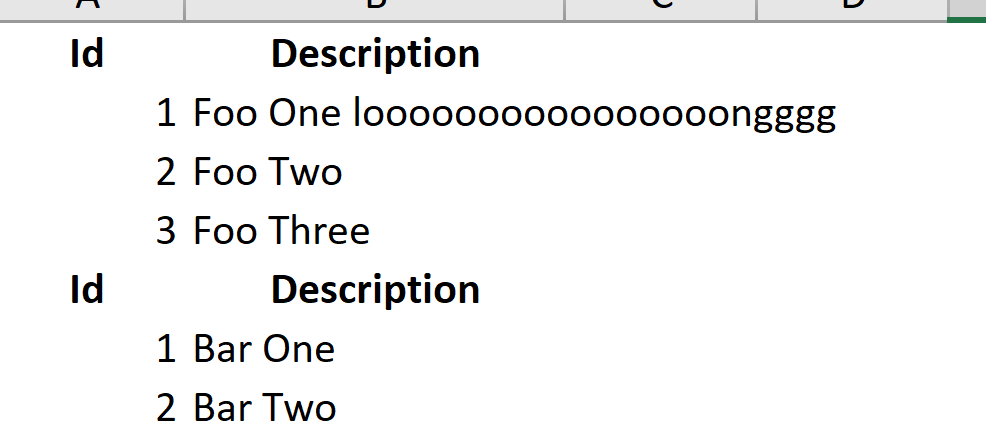 A B C D
Id Description
1 Foo One loooooooooooooooongggg
2 Foo Two
3 Foo Three
Id Description
1 Bar One
2 Bar Two